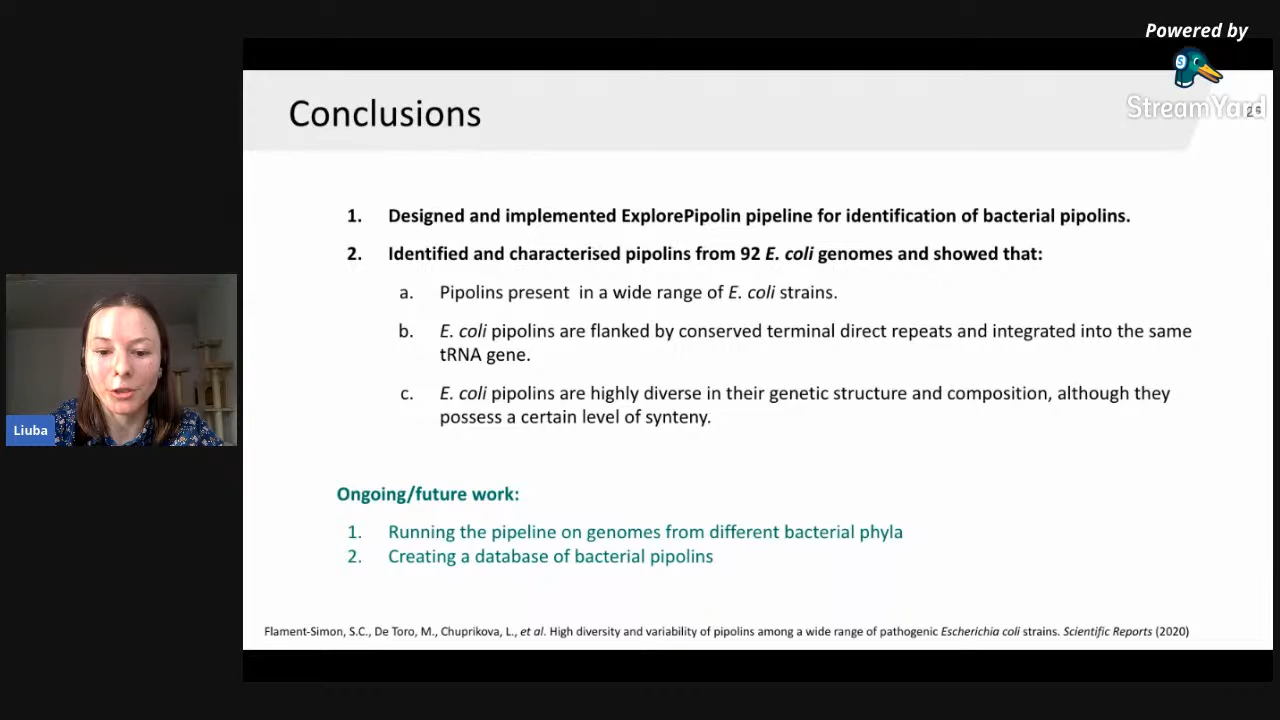 Powered by
StreamYard
Conclusions
26
1. Designed and implemented ExplorePipolin pipeline for identification of bacterial pipolins.
2. Identified and characterised pipolins from 92 E. coli genomes and showed that:
a. Pipolins present in a wide range of E. coli strains.
b. E. coli pipolins are flanked by conserved terminal direct repeats and integrated into the same
tRNA gene.
c. E. coli pipolins are highly diverse in their genetic structure and composition, although they
possess a certain level of synteny.
Liuba
Ongoing/future work:
1. Running the pipeline on genomes from different bacterial phyla
2. Creating a database of bacterial pipolins
Flament-Simon, S.C., De Toro, M., Chuprikova, L., et al. High diversity and variability of pipolins among a wide range of pathogenic Escherichia coli strains. Scientific Reports (2020)